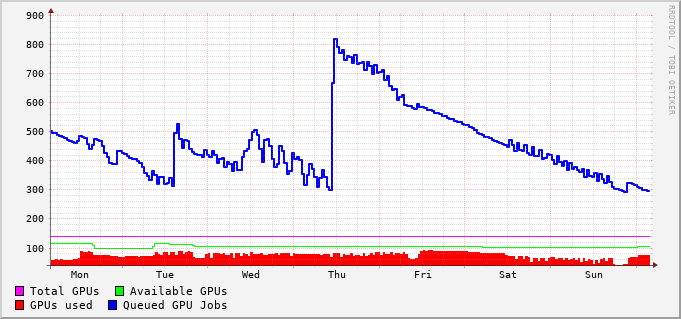 900
800
700
600
500
400
300
200
100
Mon Tue Wed Thu Fri Sat Sun
Total GPUs Available GPUs
GPUs used Queued GPU Jobs
RRDTOOL / TOBI OETIKER